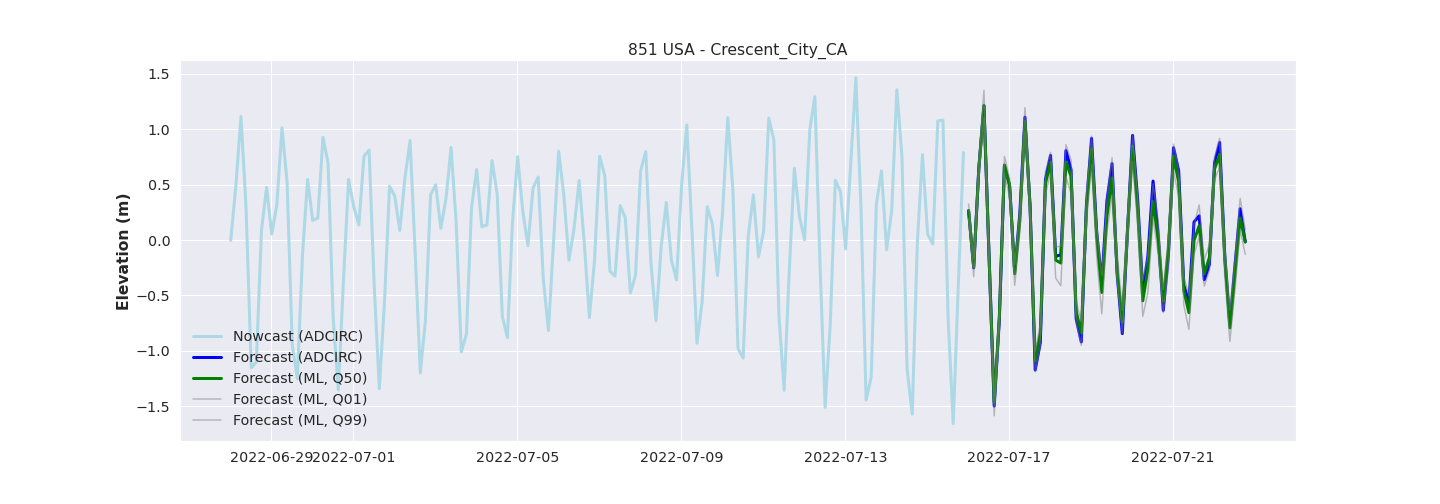 851 USA - Crescent_City_CA
Elevation (m)
1.5
1.0
0.5
0.0
−0.5
−1.0
−1.5
Nowcast (ADCIRC)
Forecast (ADCIRC)
Forecast (ML, Q50)
Forecast (ML, Q01)
Forecast (ML, Q99)
2022-06-29 2022-07-01 2022-07-05 2022-07-09 2022-07-13 2022-07-17 2022-07-21